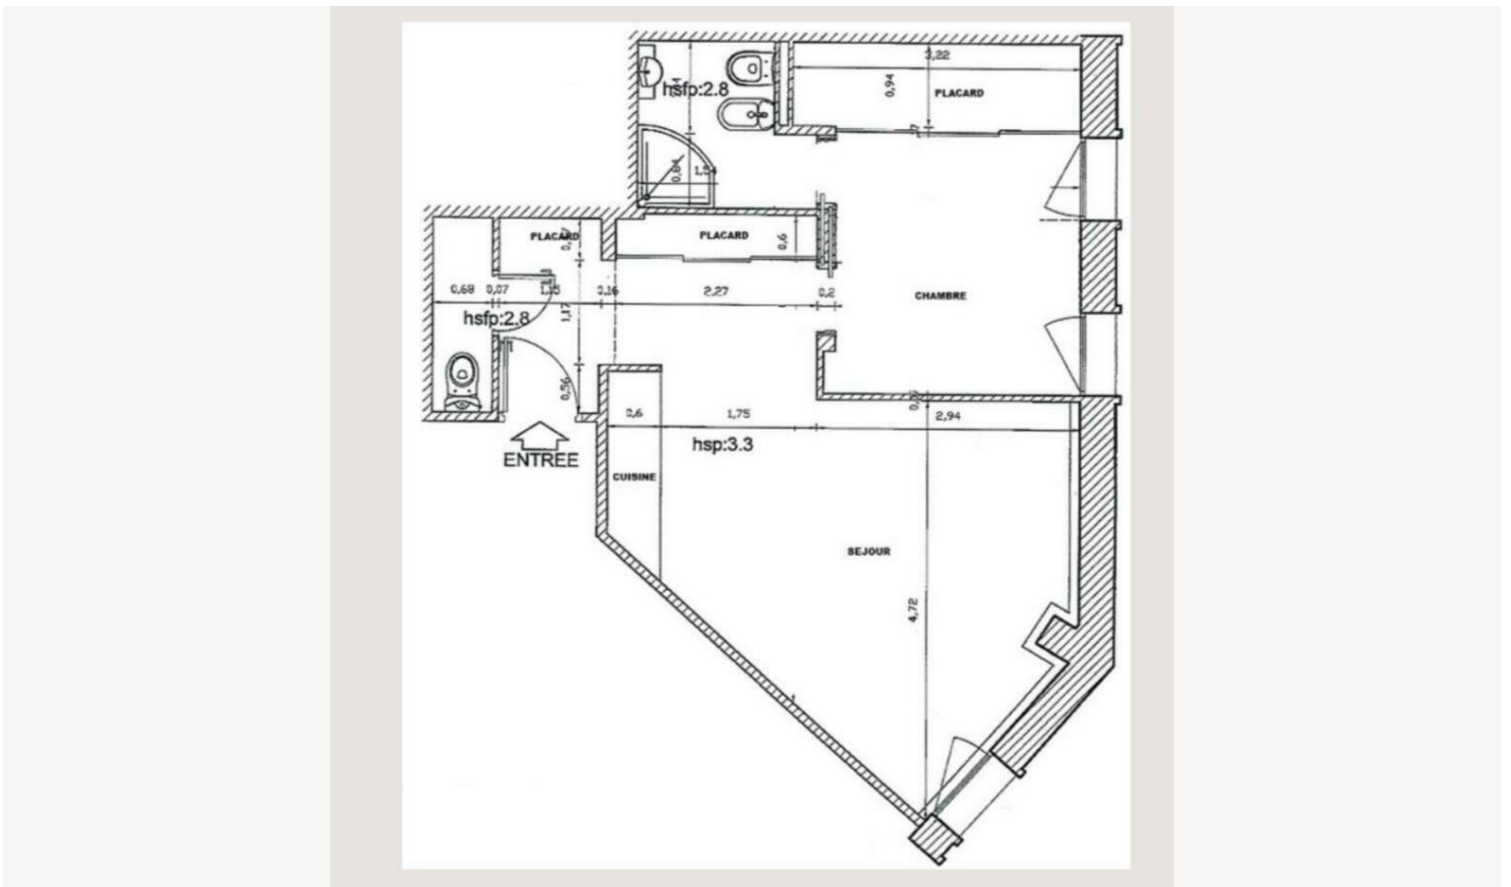 3,22
0,94
PLACARD
hsfp:2.8
0,84
PLACARD
PLACARD
0,6
0,68 0,07 1,15 0,16 2,27 0,2
CHAMBRE
hsfp:2.8
1,17
0,56
0,6 1,75 2,94
hsp:3.3
ENTREE
CUISINE
SEJOUR
4,72